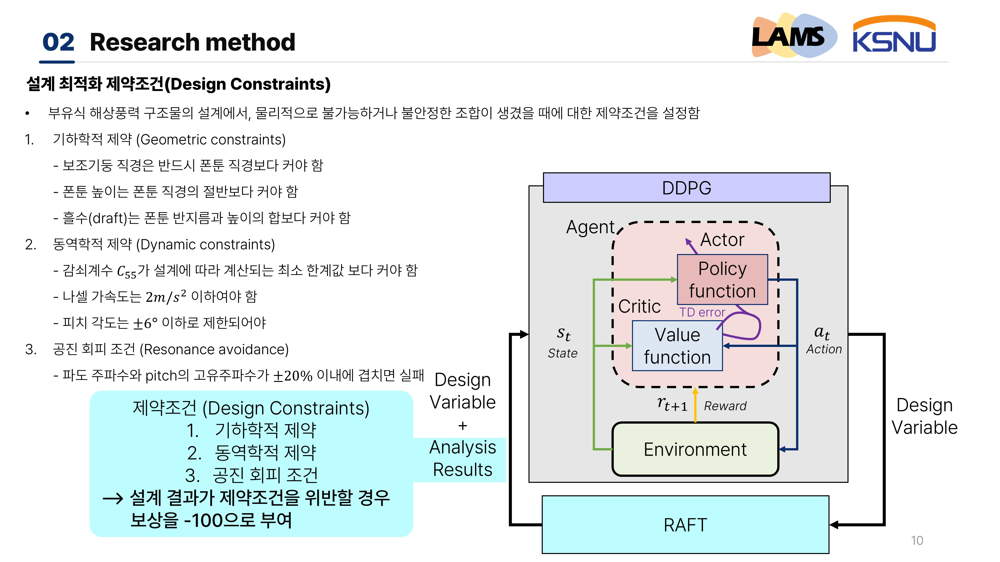 02 Research method
LAMS
KSNU
설계 최적화 제약조건(Design Constraints)
• 부유식 해상풍력 구조물의 설계에서, 물리적으로 불가능하거나 불안정한 조합이 생겼을 때에 대한 제약조건을 설정함
1. 기하학적 제약 (Geometric constraints)
- 보조기둥 직경은 반드시 폰툰 직경보다 커야 함
- 폰툰 높이는 폰툰 직경의 절반보다 커야 함
- 흘수(draft)는 폰툰 반지름과 높이의 합보다 커야 함
2. 동역학적 제약 (Dynamic constraints)
- 감쇠계수 C₅₅가 설계에 따라 계산되는 최소 한계값 보다 커야 함
- 나셀 가속도는 2m/s² 이하여야 함
- 피치 각도는 ±6° 이하로 제한되어야
3. 공진 회피 조건 (Resonance avoidance)
- 파도 주파수와 pitch의 고유주파수가 ±20% 이내에 겹치면 실패
제약조건 (Design Constraints)
1. 기하학적 제약
2. 동역학적 제약
3. 공진 회피 조건
→ 설계 결과가 제약조건을 위반할 경우
보상을 -100으로 부여
Design
Variable
+
Analysis
Results
DDPG
Agent
Actor
Policy
function
Critic
TD error
Value
function
sₜ
State
aₜ
Action
rₜ₊₁ Reward
Environment
Design
Variable
RAFT
10